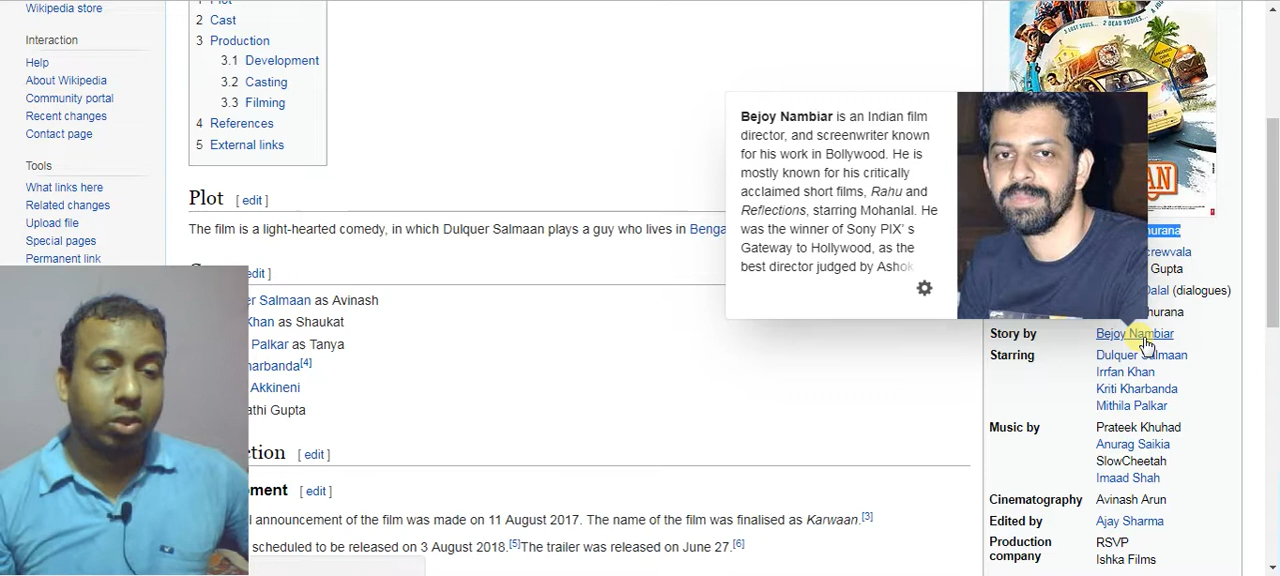 Wikipedia store
Interaction
Help
About Wikipedia
Community portal
Recent changes
Contact page
Tools
What links here
Related changes
Upload file
Special pages
Permanent link
2 Cast
3 Production
3.1 Development
3.2 Casting
3.3 Filming
4 References
5 External links
Plot [ edit ]
The film is a light-hearted comedy, in which Dulquer Salmaan plays a guy who lives in Benga
edit ]
er Salmaan as Avinash
Khan as Shaukat
Palkar as Tanya
harbanda[4]
Akkineni
athi Gupta
ction [ edit ]
ment [ edit ]
l announcement of the film was made on 11 August 2017. The name of the film was finalised as Karwaan.[3]
scheduled to be released on 3 August 2018.[5]The trailer was released on June 27.[6]
Bejoy Nambiar is an Indian film
director, and screenwriter known
for his work in Bollywood. He is
mostly known for his critically
acclaimed short films, Rahu and
Reflections, starring Mohanlal. He
was the winner of Sony PIX' s
Gateway to Hollywood, as the
best director judged by Ashok
3 LOST SOULS... 2 DEAD BODIES...
AN
hurana
crewvala
Gupta
Dalal (dialogues)
hurana
Story by Bejoy Nambiar
Starring Dulquer Salmaan
Irrfan Khan
Kriti Kharbanda
Mithila Palkar
Music by Prateek Khuhad
Anurag Saikia
SlowCheetah
Imaad Shah
Cinematography Avinash Arun
Edited by Ajay Sharma
Production RSVP
company Ishka Films